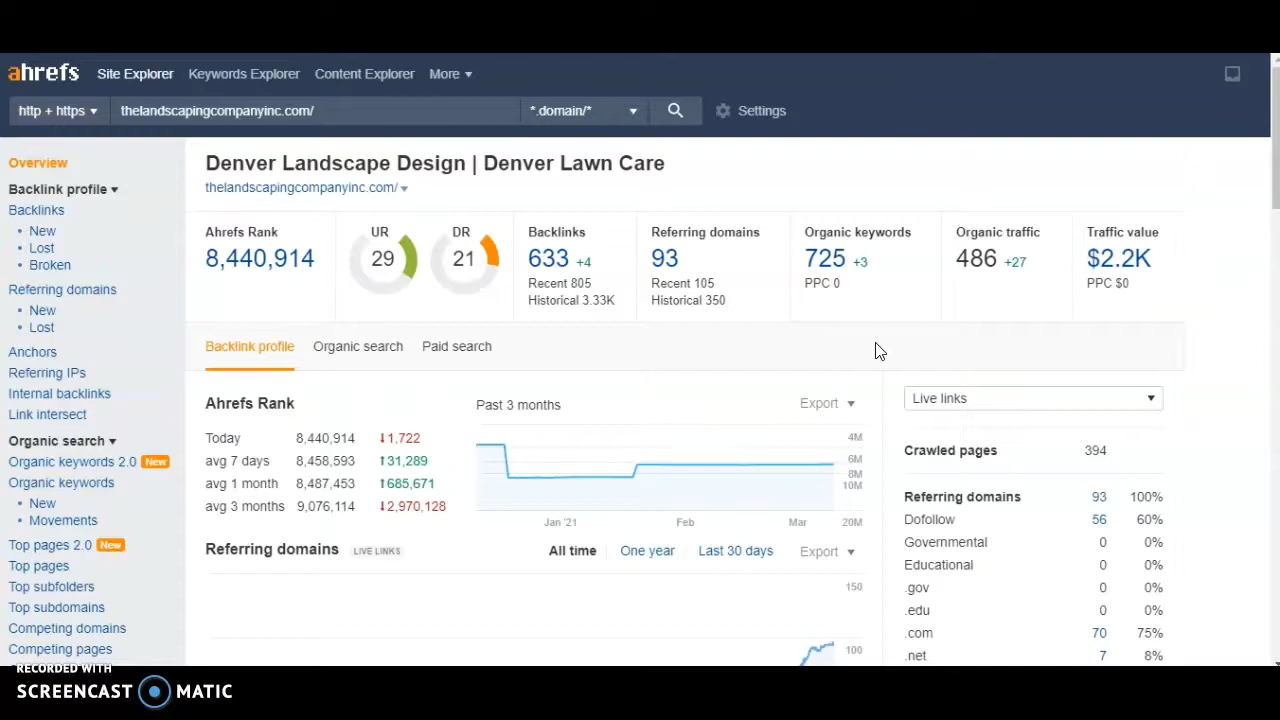 ahrefs Site Explorer Keywords Explorer Content Explorer More
http + https thelandscapingcompanyinc.com/ *.domain/* Settings
Overview
Backlink profile
Backlinks
• New
• Lost
• Broken
Referring domains
• New
• Lost
Anchors
Referring IPs
Internal backlinks
Link intersect
Organic search
Organic keywords 2.0 New
Organic keywords
• New
• Movements
Top pages 2.0 New
Top pages
Top subfolders
Top subdomains
Competing domains
Competing pages
Denver Landscape Design | Denver Lawn Care
thelandscapingcompanyinc.com/
Ahrefs Rank
8,440,914
UR
29
DR
21
Backlinks
633 +4
Recent 805
Historical 3.33K
Referring domains
93
Recent 105
Historical 350
Organic keywords
725 +3
PPC 0
Organic traffic
486 +27
Traffic value
$2.2K
PPC $0
Backlink profile Organic search Paid search
Ahrefs Rank
Today 8,440,914 ↓1,722
avg 7 days 8,458,593 ↑31,289
avg 1 month 8,487,453 ↑685,671
avg 3 months 9,076,114 ↓2,970,128
Past 3 months Export
4M
6M
8M
10M
20M
Jan '21 Feb Mar
Referring domains LIVE LINKS All time One year Last 30 days Export
150
100
Live links
Crawled pages 394
Referring domains 93 100%
Dofollow 56 60%
Governmental 0 0%
Educational 0 0%
.gov 0 0%
.edu 0 0%
.com 70 75%
.net 7 8%
RECORDED WITH
SCREENCAST MATIC